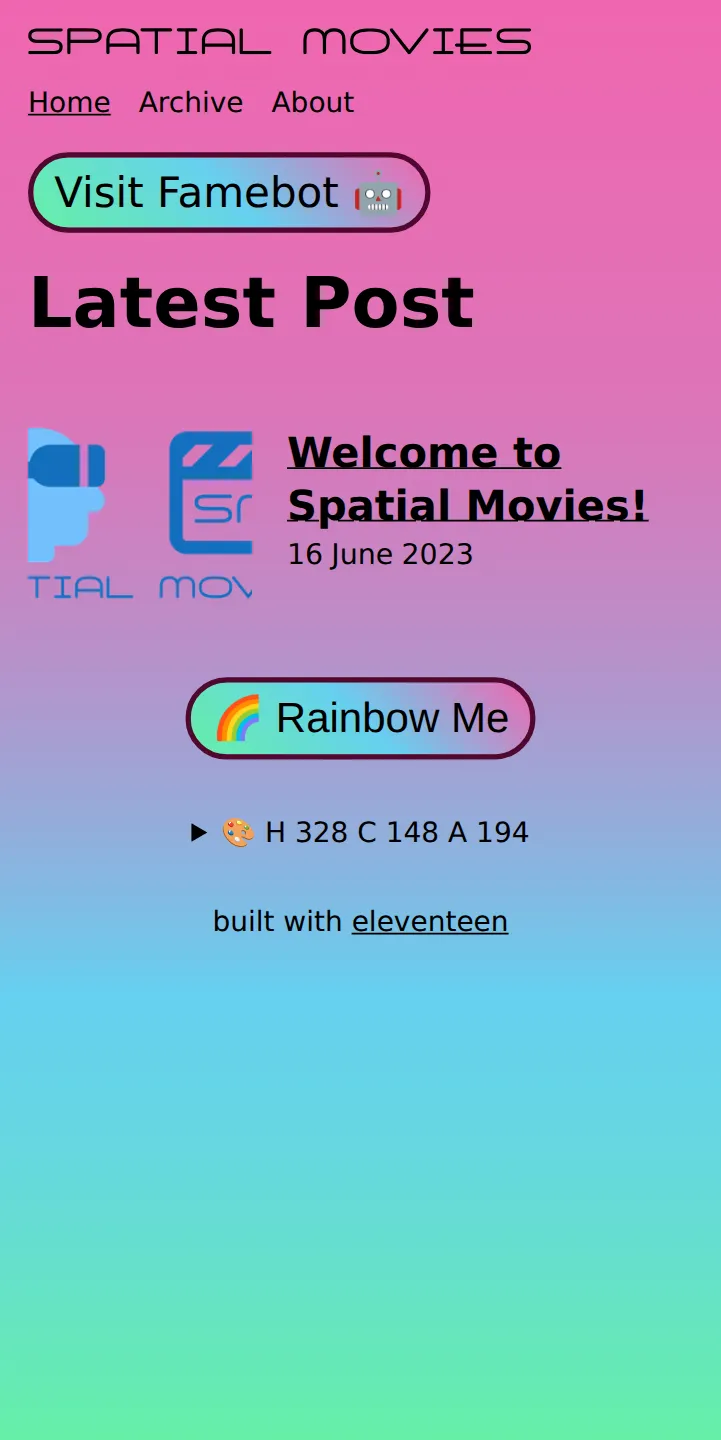 SPATIAL MOVIES
Home Archive About
Visit Famebot 🤖
Latest Post
Welcome to
Spatial Movies!
16 June 2023
TIAL MOV
🌈 Rainbow Me
▶ 🎨 H 328 C 148 A 194
built with eleventeen